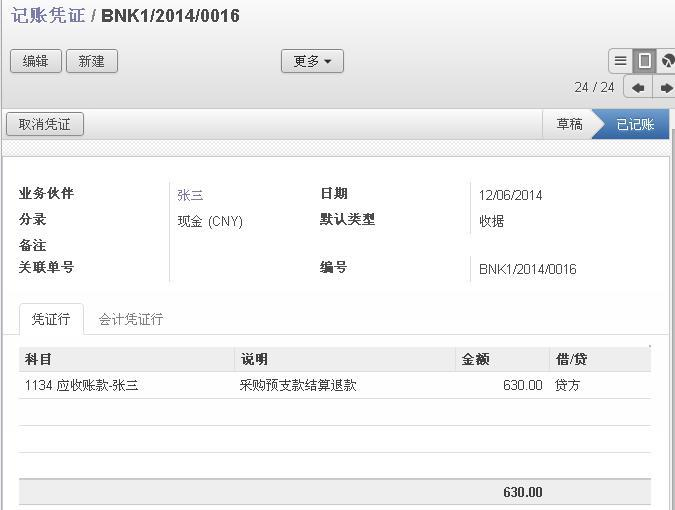 记账凭证 / BNK1/2014/0016
编辑 新建 更多
24 / 24
取消凭证 草稿 已记账
业务伙伴 张三 日期 12/06/2014
分录 现金 (CNY) 默认类型 收据
备注
关联单号 编号 BNK1/2014/0016
凭证行 会计凭证行
科目 说明 金额 借/贷
1134 应收账款-张三 采购预支款结算退款 630.00 贷方
630.00